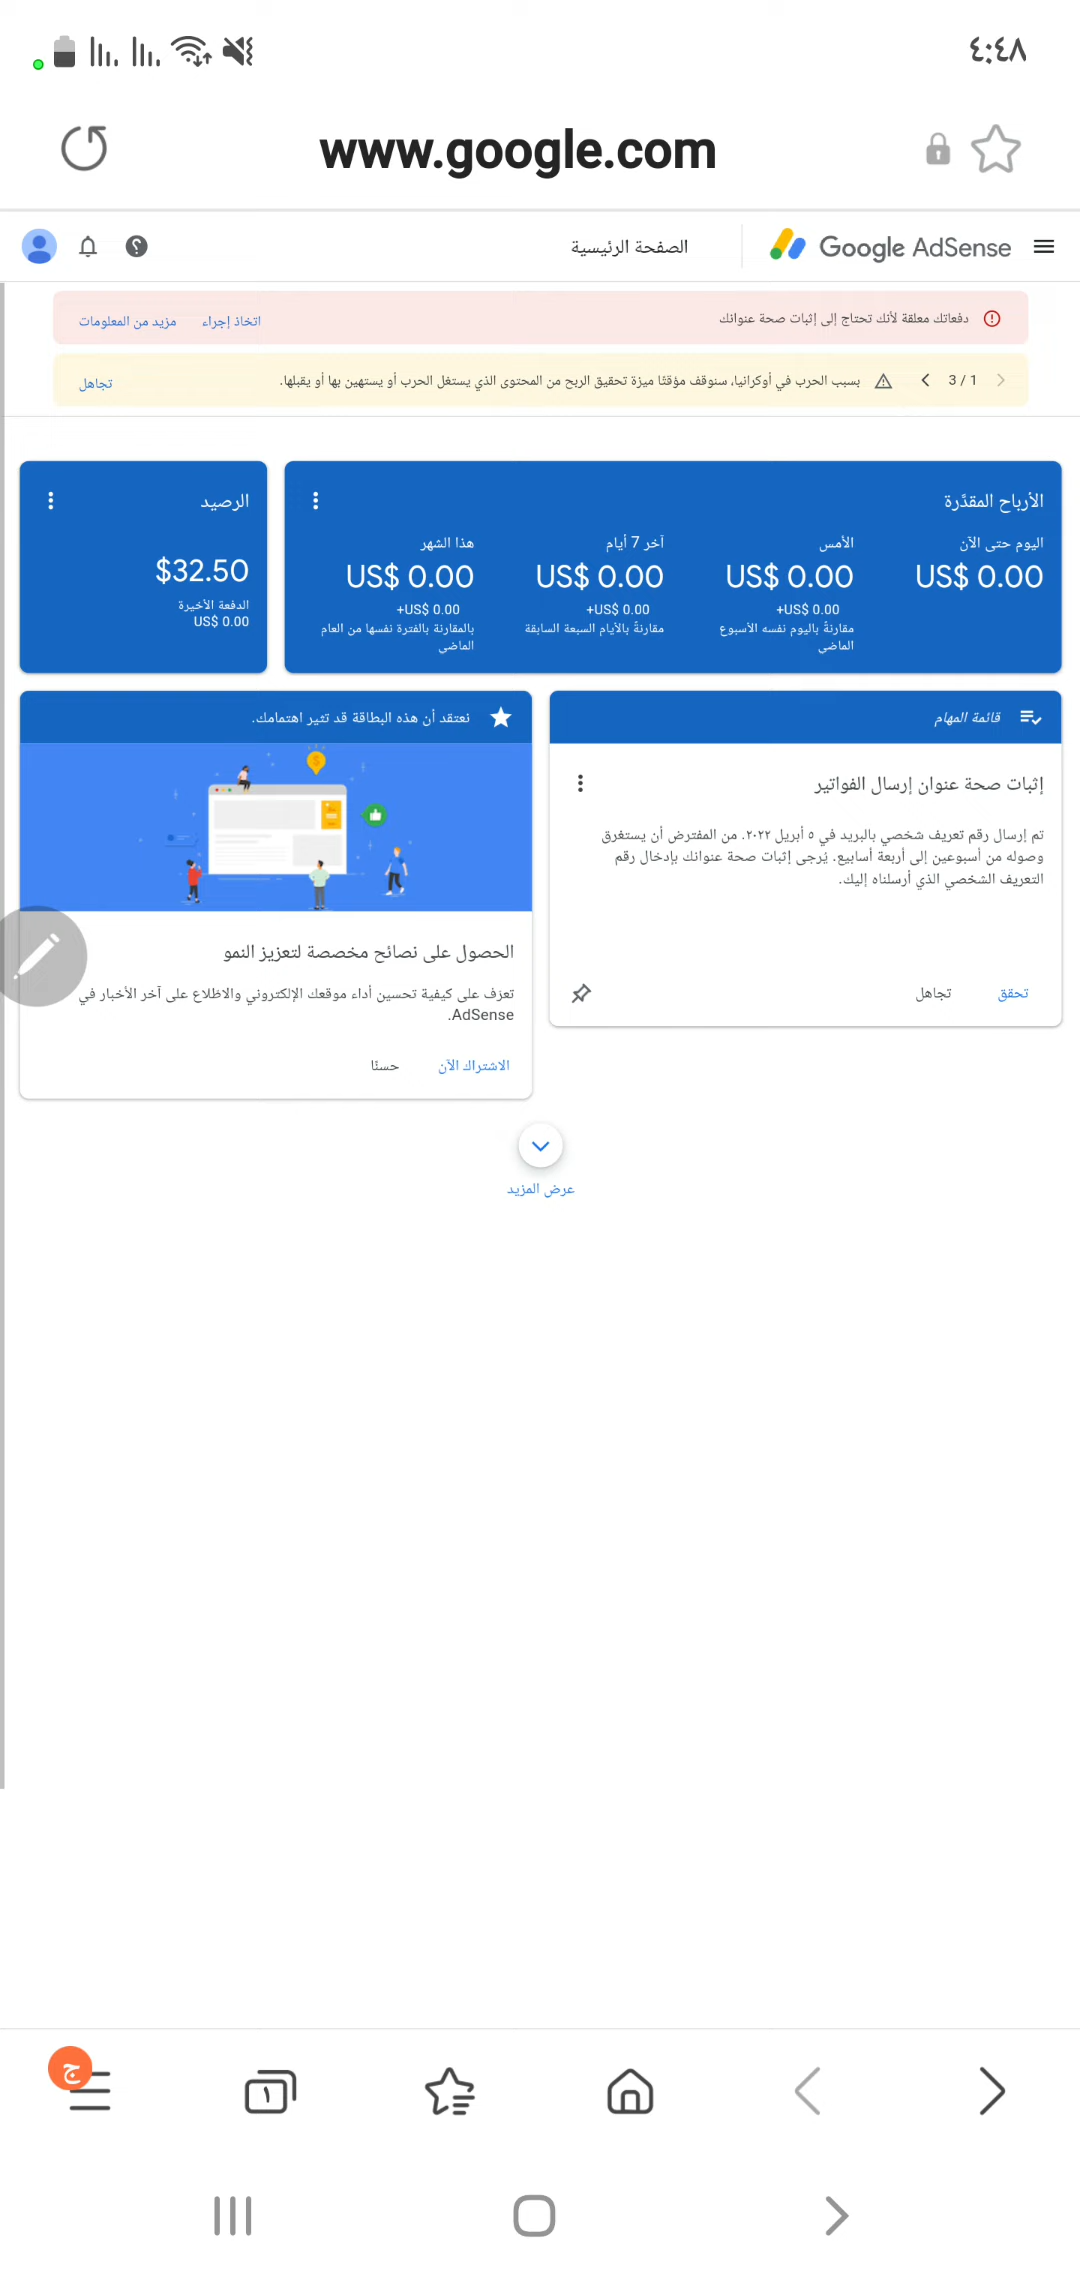 ٤:٤٨
www.google.com
Google AdSense
الصفحة الرئيسية
دفعاتك معلقة لأنك تحتاج إلى إثبات صحة عنوانك
اتخاذ إجراء
مزيد من المعلومات
3 / 1
بسبب الحرب في أوكرانيا، سنوقف مؤقتًا ميزة تحقيق الربح من المحتوى الذي يستغل الحرب أو يستهين بها أو يقبلها.
تجاهل
الأرباح المقدَّرة
اليوم حتى الآن
US$ 0.00
الأمس
US$ 0.00
+US$ 0.00
مقارنةً باليوم نفسه الأسبوع
الماضي
آخر 7 أيام
US$ 0.00
+US$ 0.00
مقارنةً بالأيام السبعة السابقة
هذا الشهر
US$ 0.00
+US$ 0.00
بالمقارنة بالفترة نفسها من العام
الماضي
الرصيد
$32.50
الدفعة الأخيرة
US$ 0.00
قائمة المهام
إثبات صحة عنوان إرسال الفواتير
تم إرسال رقم تعريف شخصي بالبريد في ٥ أبريل ٢٠٢٢. من المفترض أن يستغرق
وصوله من أسبوعين إلى أربعة أسابيع. يُرجى إثبات صحة عنوانك بإدخال رقم
التعريف الشخصي الذي أرسلناه إليك.
تحقق
تجاهل
نعتقد أن هذه البطاقة قد تثير اهتمامك.
الحصول على نصائح مخصصة لتعزيز النمو
تعرّف على كيفية تحسين أداء موقعك الإلكتروني والاطّلاع على آخر الأخبار في
AdSense.
الاشتراك الآن
حسنًا
عرض المزيد
ج
١